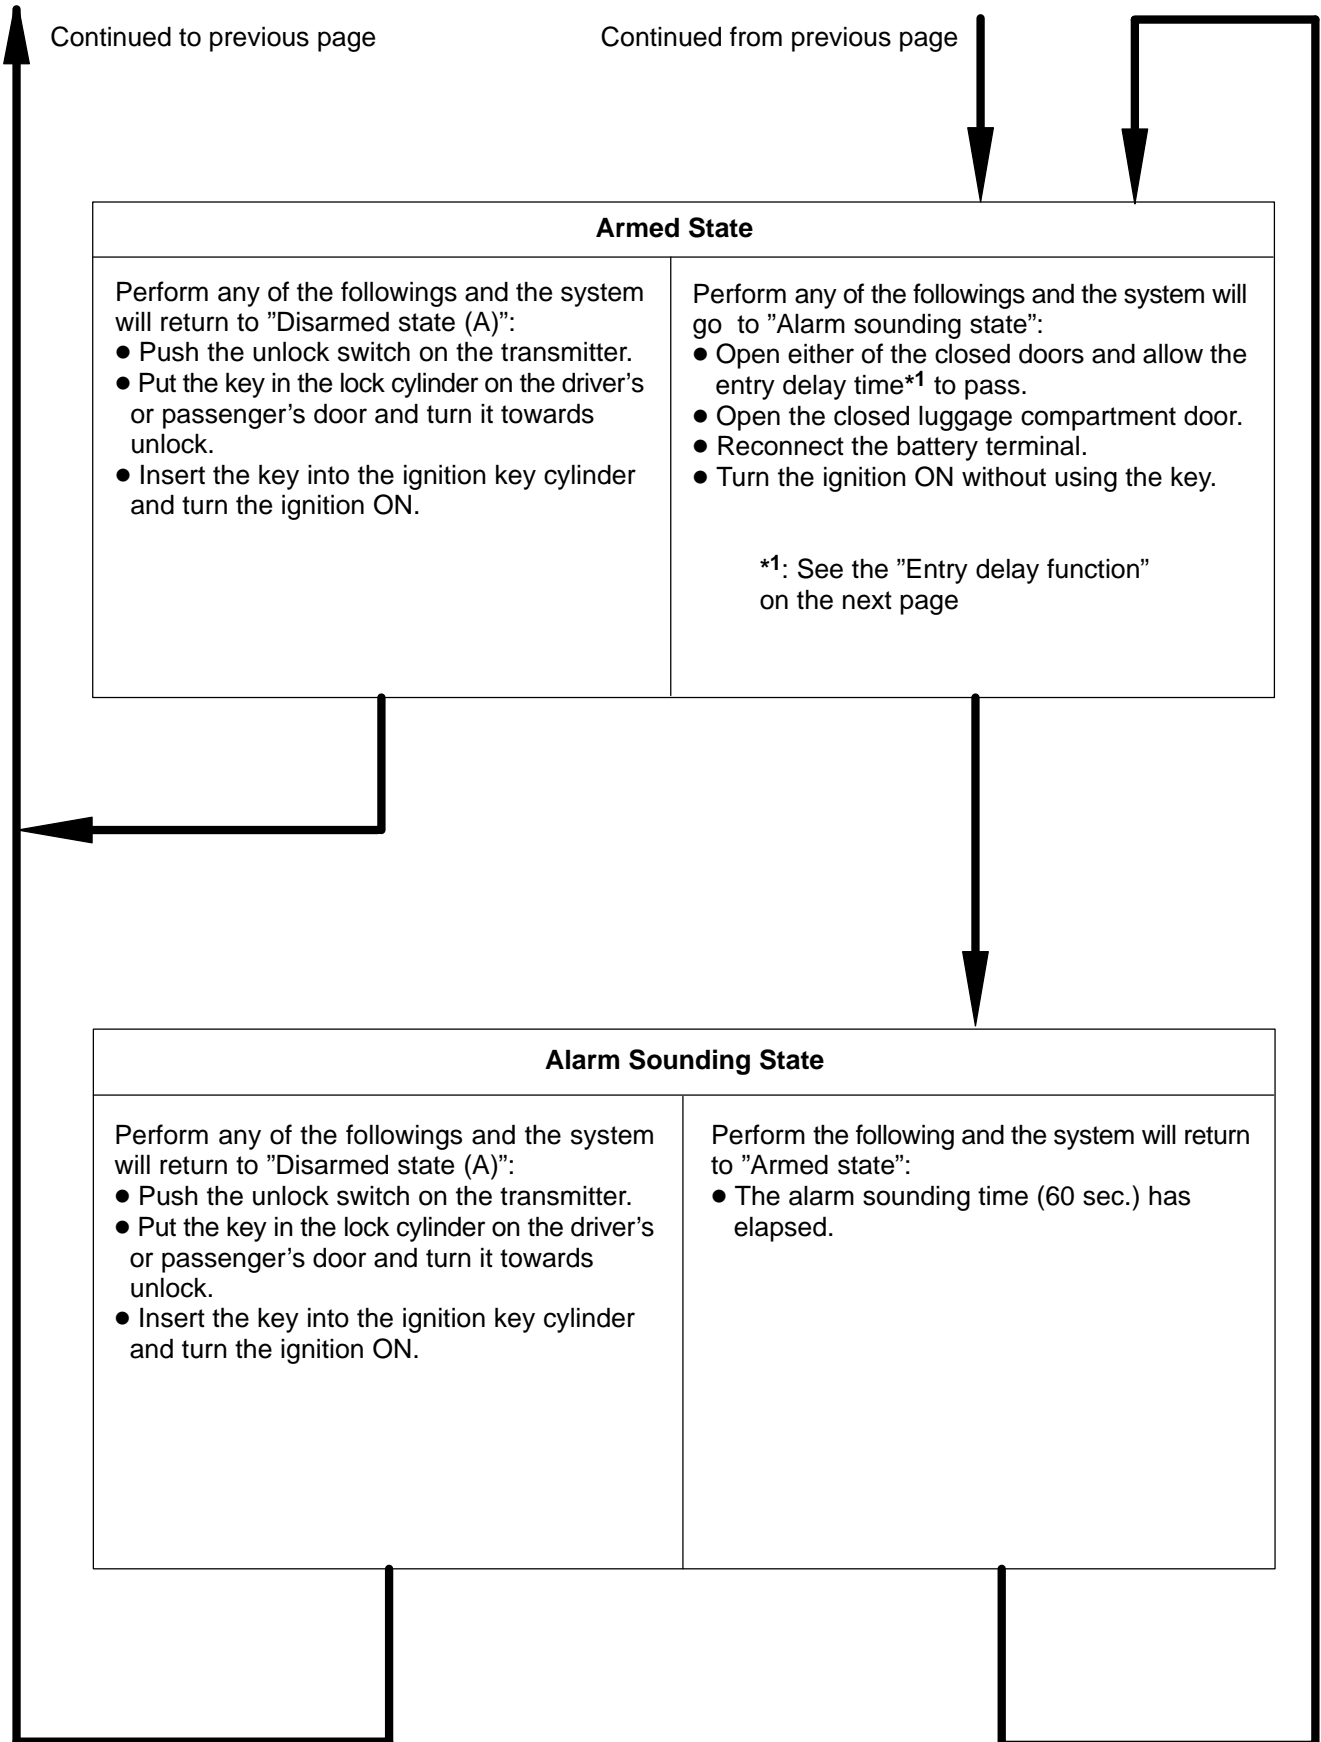 Continued to previous page
Continued from previous page
Armed State
Perform any of the followings and the system
will return to ”Disarmed state (A)”:
● Push the unlock switch on the transmitter.
● Put the key in the lock cylinder on the driver’s
or passenger’s door and turn it towards
unlock.
● Insert the key into the ignition key cylinder
and turn the ignition ON.
Perform any of the followings and the system will
go to ”Alarm sounding state”:
● Open either of the closed doors and allow the
entry delay time*1 to pass.
● Open the closed luggage compartment door.
● Reconnect the battery terminal.
● Turn the ignition ON without using the key.
*1: See the ”Entry delay function”
on the next page
Alarm Sounding State
Perform any of the followings and the system
will return to ”Disarmed state (A)”:
● Push the unlock switch on the transmitter.
● Put the key in the lock cylinder on the driver’s
or passenger’s door and turn it towards
unlock.
● Insert the key into the ignition key cylinder
and turn the ignition ON.
Perform the following and the system will return
to ”Armed state”:
● The alarm sounding time (60 sec.) has
elapsed.